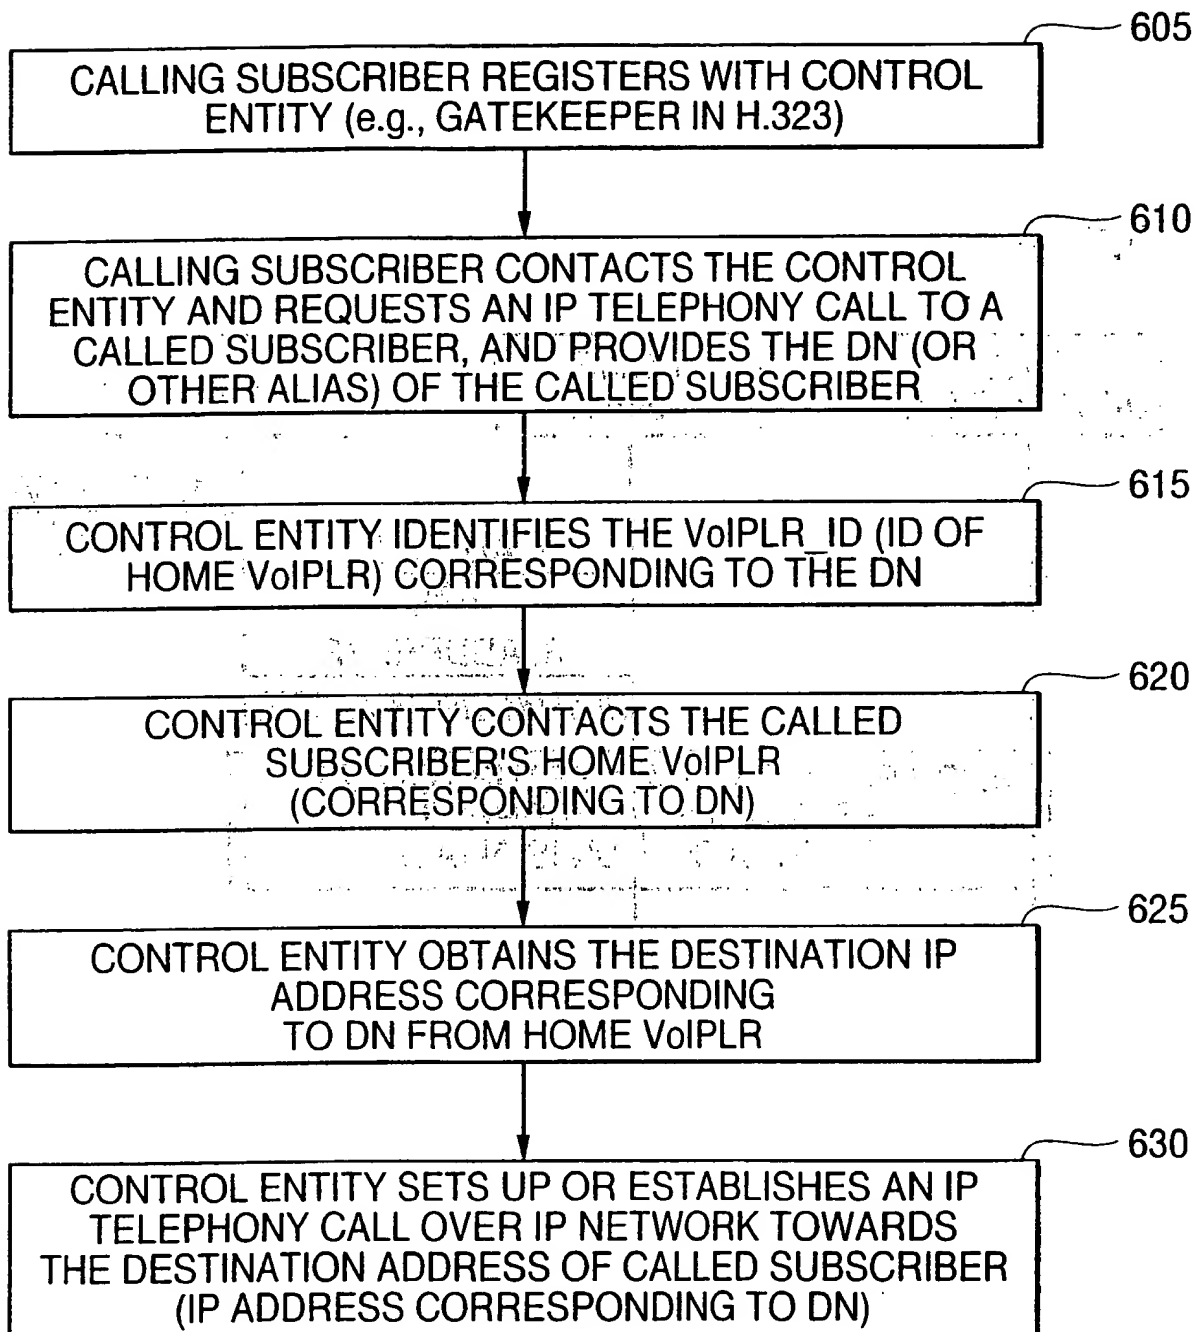 605
CALLING SUBSCRIBER REGISTERS WITH CONTROL
ENTITY (e.g., GATEKEEPER IN H.323)
610
CALLING SUBSCRIBER CONTACTS THE CONTROL
ENTITY AND REQUESTS AN IP TELEPHONY CALL TO A
CALLED SUBSCRIBER, AND PROVIDES THE DN (OR
OTHER ALIAS) OF THE CALLED SUBSCRIBER
615
CONTROL ENTITY IDENTIFIES THE VoIPLR_ID (ID OF
HOME VoIPLR) CORRESPONDING TO THE DN
620
CONTROL ENTITY CONTACTS THE CALLED
SUBSCRIBER'S HOME VoIPLR
(CORRESPONDING TO DN)
625
CONTROL ENTITY OBTAINS THE DESTINATION IP
ADDRESS CORRESPONDING
TO DN FROM HOME VoIPLR
630
CONTROL ENTITY SETS UP OR ESTABLISHES AN IP
TELEPHONY CALL OVER IP NETWORK TOWARDS
THE DESTINATION ADDRESS OF CALLED SUBSCRIBER
(IP ADDRESS CORRESPONDING TO DN)